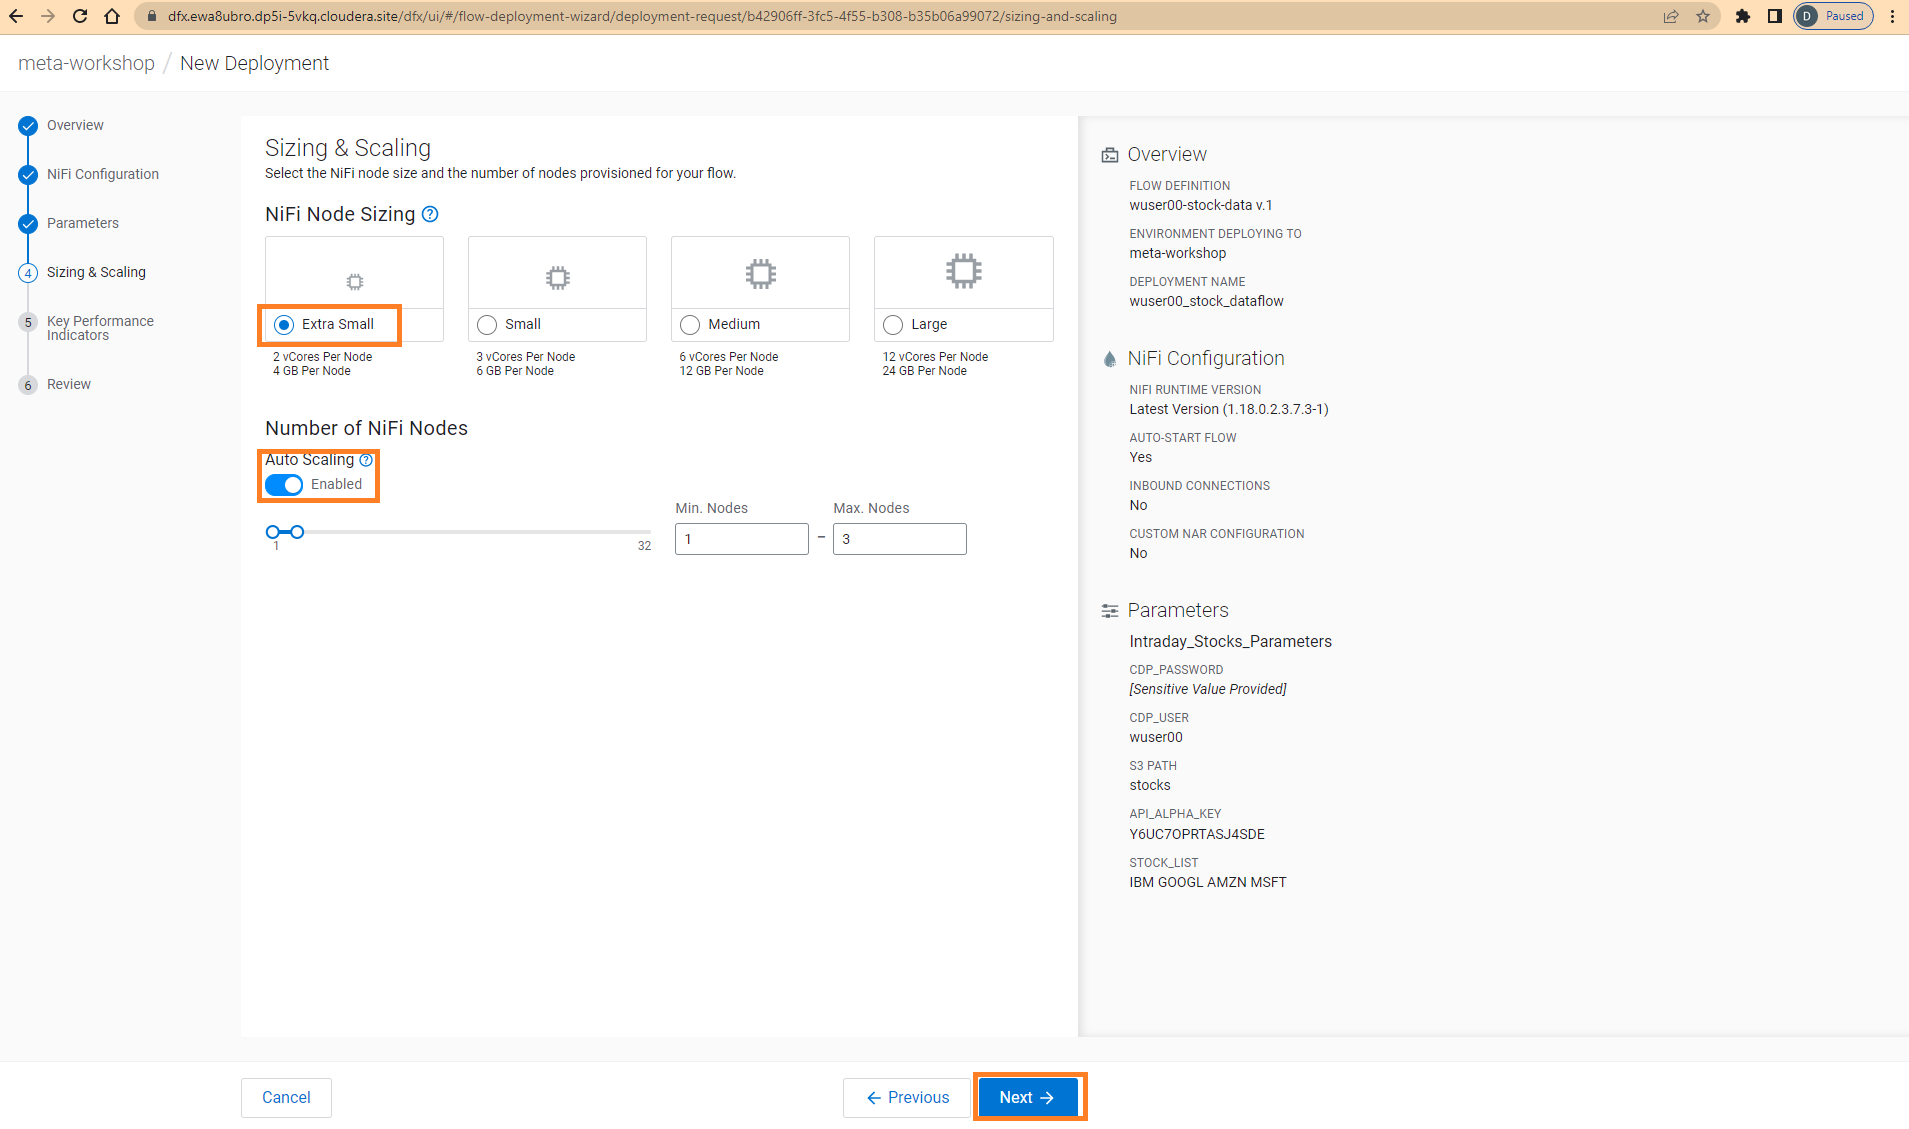 dfx.ewa8ubro.dp5i-5vkq.cloudera.site/dfx/ui/#/flow-deployment-wizard/deployment-request/b42906ff-3fc5-4f55-b308-b35b06a99072/sizing-and-scaling
D Paused
meta-workshop / New Deployment
Overview
NiFi Configuration
Parameters
4 Sizing & Scaling
5 Key Performance
Indicators
6 Review
Sizing & Scaling
Select the NiFi node size and the number of nodes provisioned for your flow.
NiFi Node Sizing ?
Extra Small
2 vCores Per Node
4 GB Per Node
Small
3 vCores Per Node
6 GB Per Node
Medium
6 vCores Per Node
12 GB Per Node
Large
12 vCores Per Node
24 GB Per Node
Number of NiFi Nodes
Auto Scaling ?
Enabled
1
32
Min. Nodes
1
–
Max. Nodes
3
Overview
FLOW DEFINITION
wuser00-stock-data v.1
ENVIRONMENT DEPLOYING TO
meta-workshop
DEPLOYMENT NAME
wuser00_stock_dataflow
NiFi Configuration
NIFI RUNTIME VERSION
Latest Version (1.18.0.2.3.7.3-1)
AUTO-START FLOW
Yes
INBOUND CONNECTIONS
No
CUSTOM NAR CONFIGURATION
No
Parameters
Intraday_Stocks_Parameters
CDP_PASSWORD
[Sensitive Value Provided]
CDP_USER
wuser00
S3 PATH
stocks
API_ALPHA_KEY
Y6UC7OPRTASJ4SDE
STOCK_LIST
IBM GOOGL AMZN MSFT
Cancel
← Previous
Next →